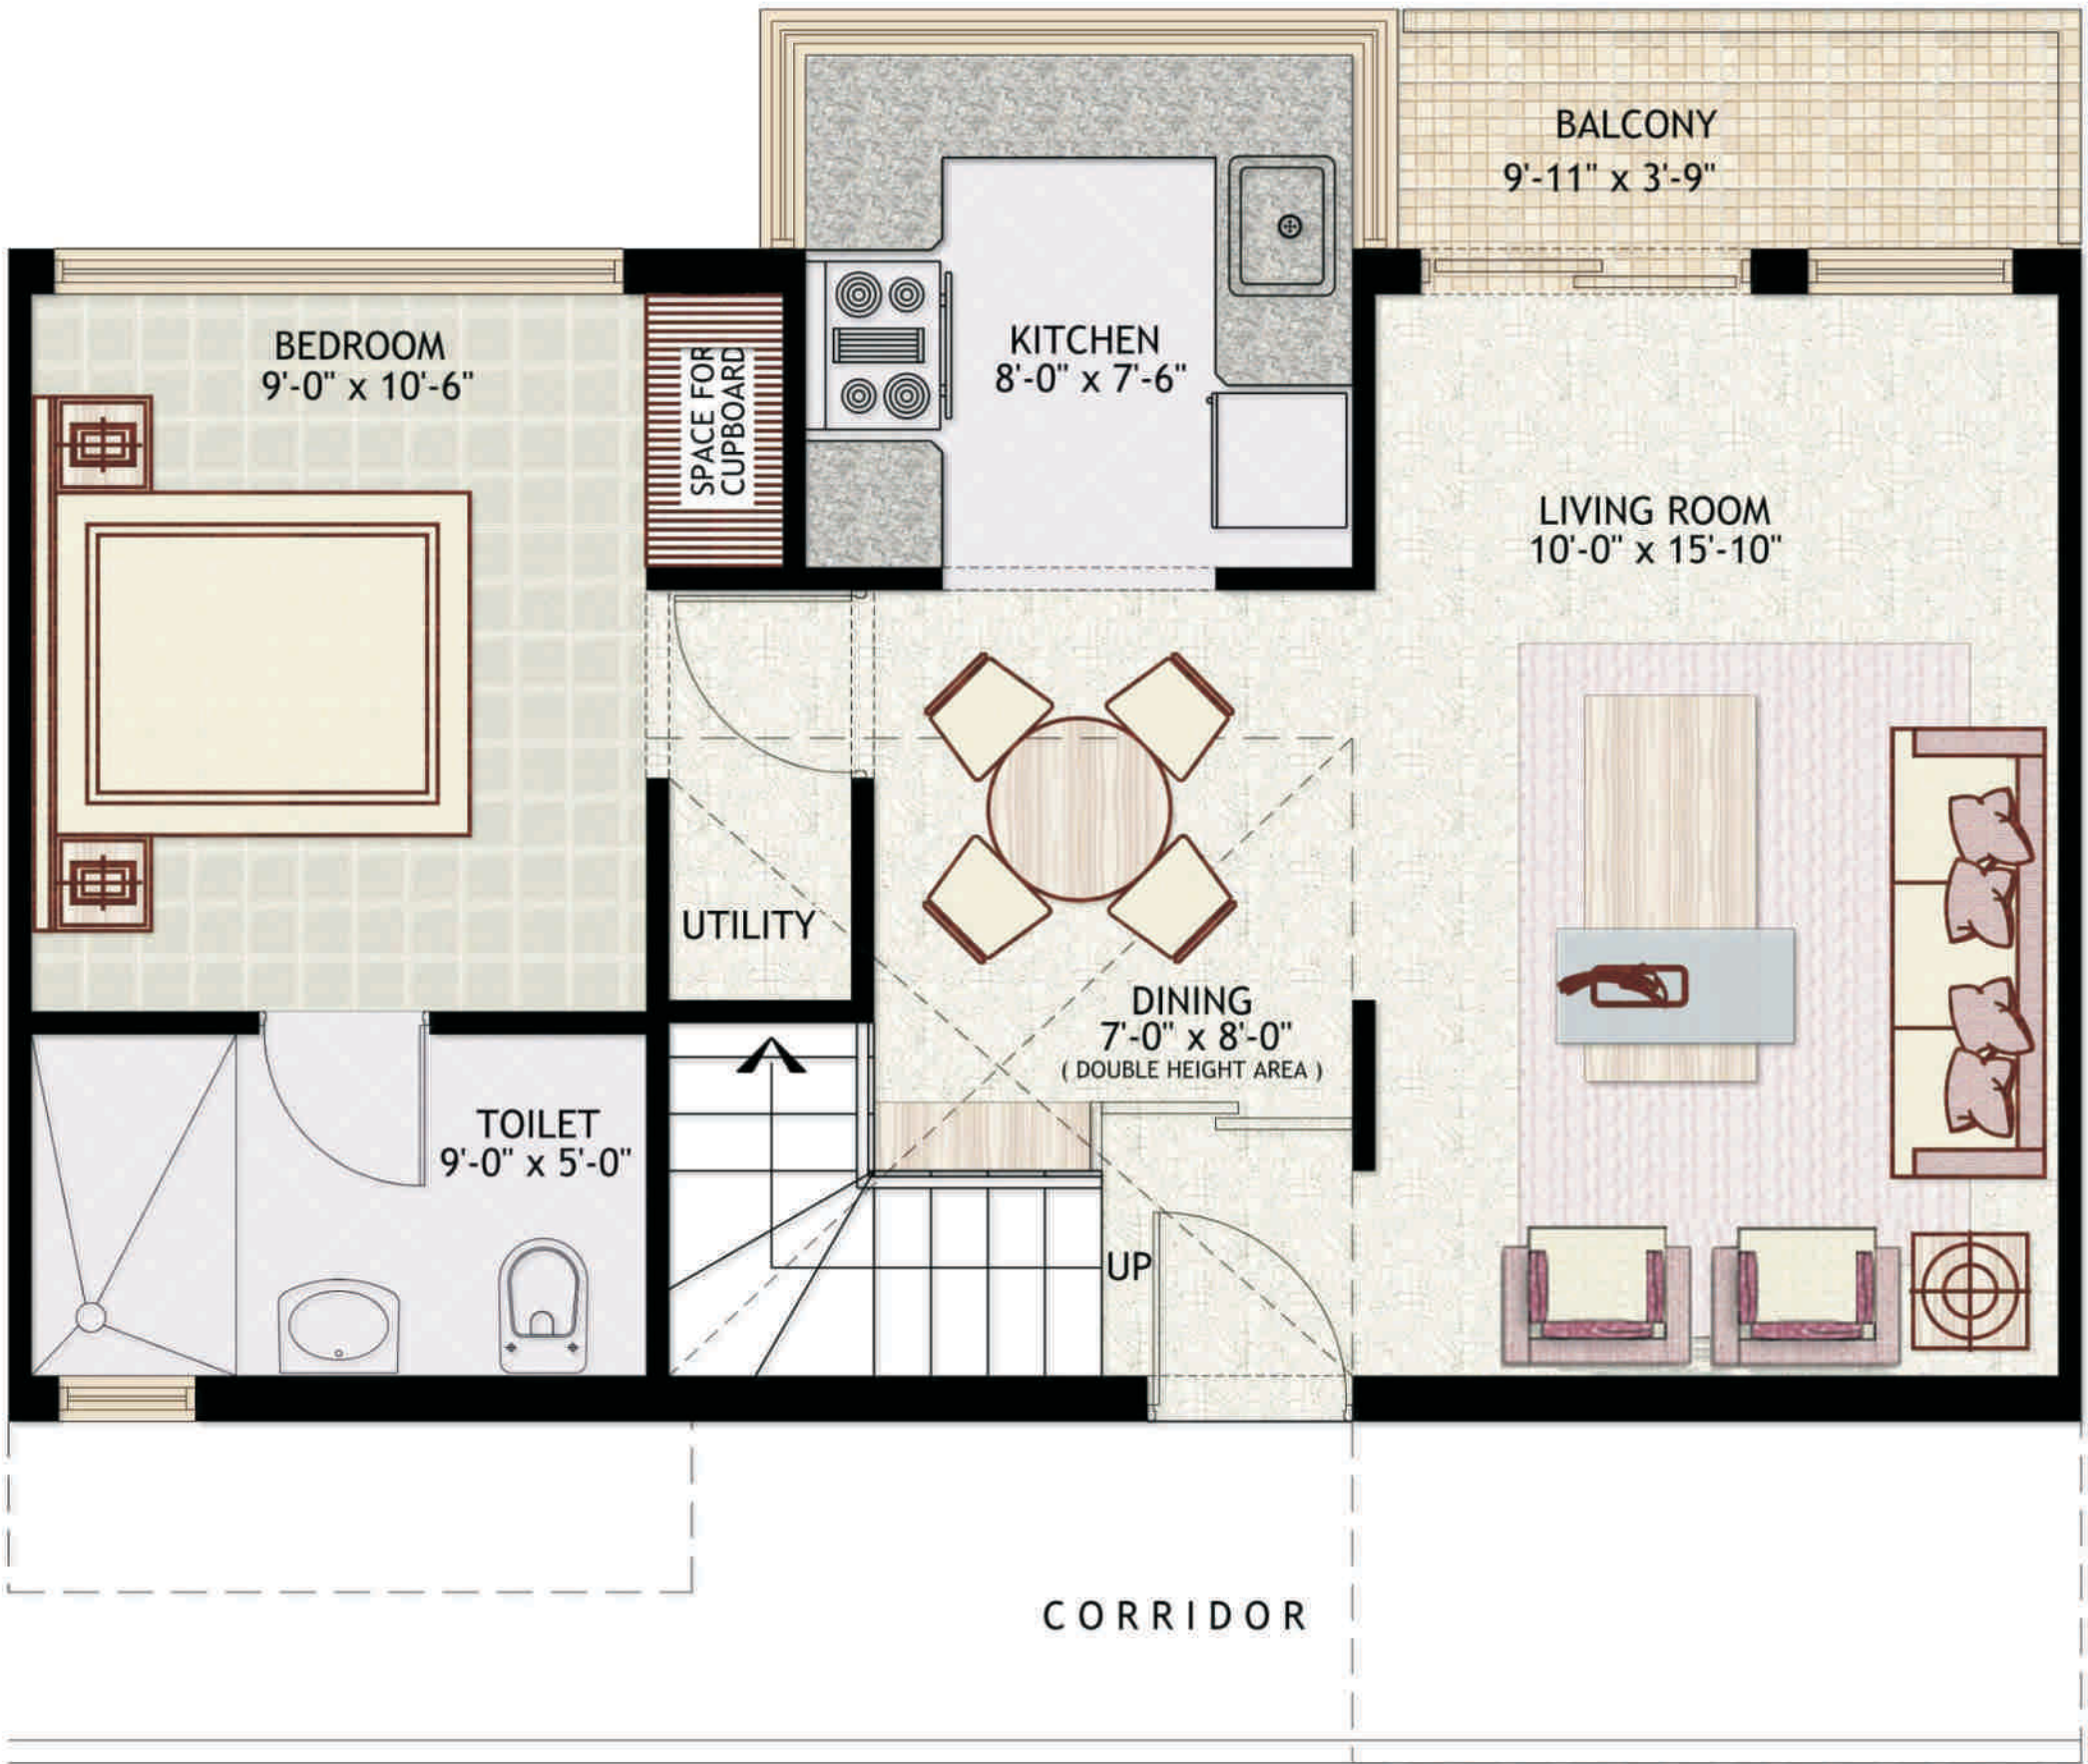 BALCONY
9'-11" x 3'-9"
BEDROOM
9'-0" x 10'-6"
SPACE FOR
CUPBOARD
KITCHEN
8'-0" x 7'-6"
LIVING ROOM
10'-0" x 15'-10"
UTILITY
DINING
7'-0" x 8'-0"
( DOUBLE HEIGHT AREA )
TOILET
9'-0" x 5'-0"
UP
CORRIDOR